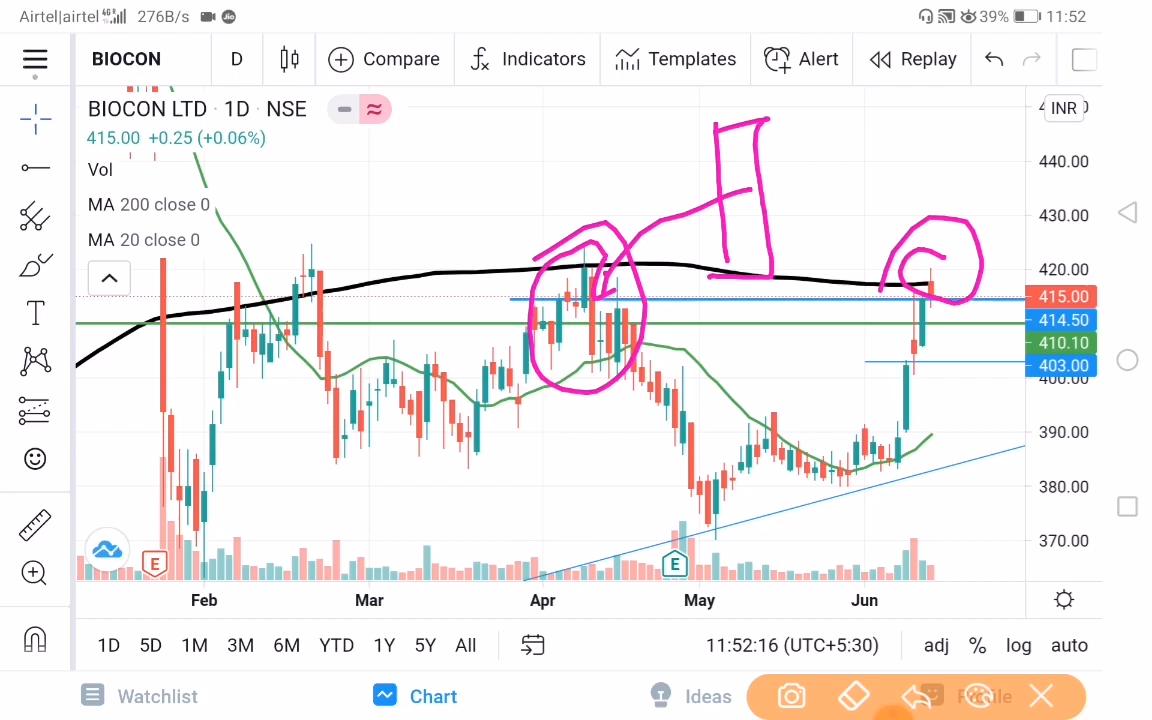 Airtel|airtel 4G 276B/s Jio 39% 11:52
BIOCON D Compare Indicators Templates Alert Replay
BIOCON LTD · 1D · NSE INR
415.00 +0.25 (+0.06%)
Vol
MA 200 close 0
MA 20 close 0
440.00
430.00
420.00
415.00
414.50
410.10
403.00
400.00
390.00
380.00
370.00
E E
Feb Mar Apr May Jun
1D 5D 1M 3M 6M YTD 1Y 5Y All 11:52:16 (UTC+5:30) adj % log auto
Watchlist Chart Ideas Profile